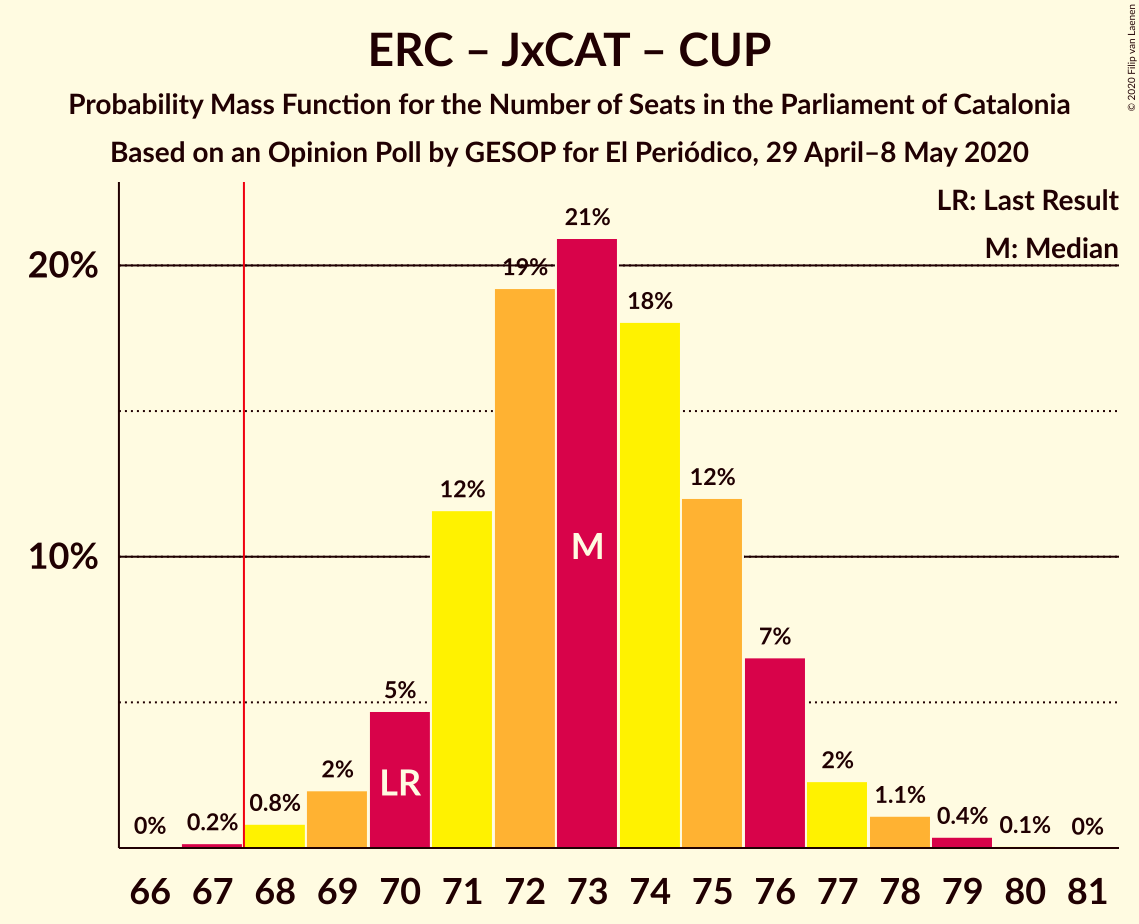 ERC – JxCAT – CUP
Probability Mass Function for the Number of Seats in the Parliament of Catalonia
Based on an Opinion Poll by GESOP for El Periódico, 29 April–8 May 2020
© 2020 Filip van Laenen
LR: Last Result
M: Median
20%
10%
0%
0.2%
0.8%
2%
5%
12%
19%
21%
18%
12%
7%
2%
1.1%
0.4%
0.1%
0%
LR
M
66 67 68 69 70 71 72 73 74 75 76 77 78 79 80 81